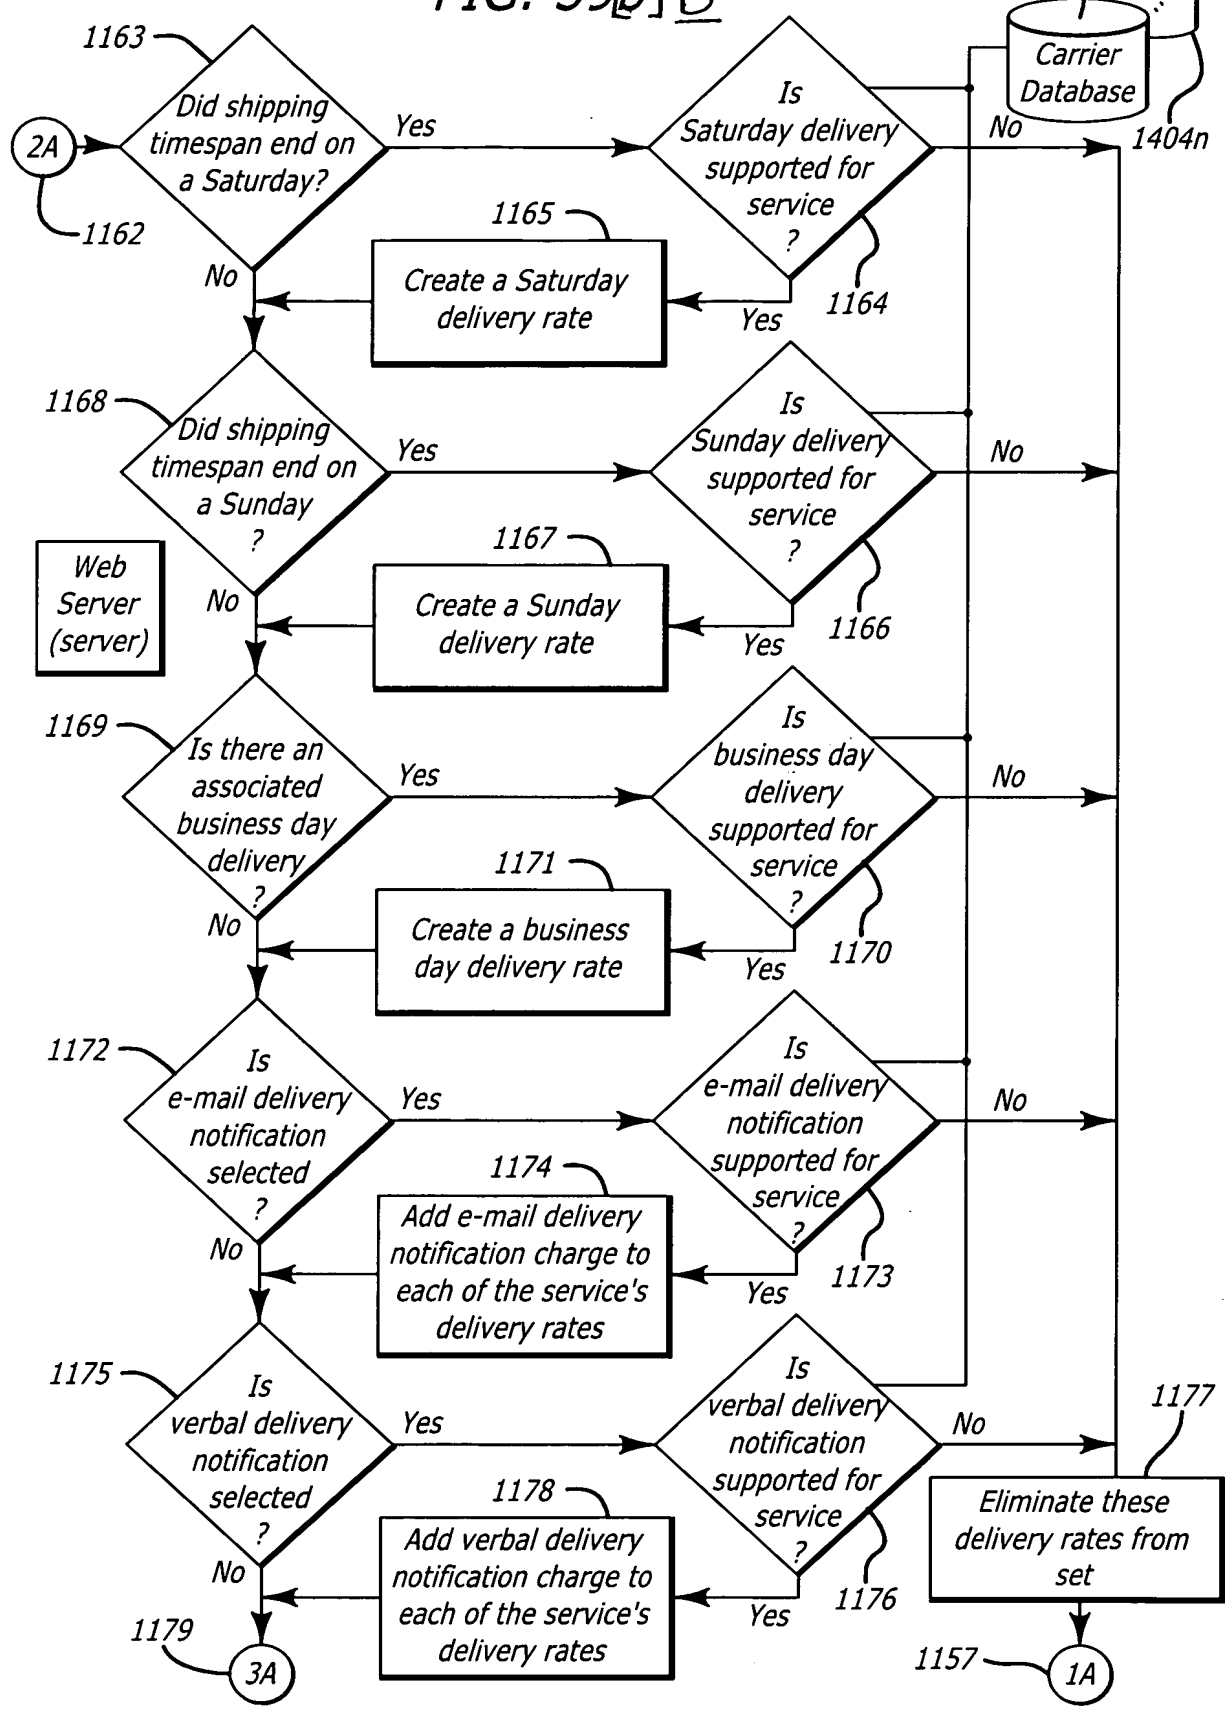 FIG. 39[b] B
Carrier
Database
1404n
1163
Did shipping
timespan end on
a Saturday?
Yes
Is
Saturday delivery
supported for
service
?
No
2A
1162
1165
Create a Saturday
delivery rate
No
Yes
1164
1168
Did shipping
timespan end on
a Sunday
?
Yes
Is
Sunday delivery
supported for
service
?
No
Web
Server
(server)
1167
Create a Sunday
delivery rate
No
Yes
1166
1169
Is there an
associated
business day
delivery
?
Yes
Is
business day
delivery
supported for
service
?
No
1171
Create a business
day delivery rate
No
Yes
1170
1172
Is
e-mail delivery
notification
selected
?
Yes
Is
e-mail delivery
notification
supported for
service
?
No
1174
Add e-mail delivery
notification charge to
each of the service's
delivery rates
No
Yes
1173
1175
Is
verbal delivery
notification
selected
?
Yes
Is
verbal delivery
notification
supported for
service
?
No
1177
Eliminate these
delivery rates from
set
1178
Add verbal delivery
notification charge to
each of the service's
delivery rates
No
Yes
1176
1179
3A
1157
1A